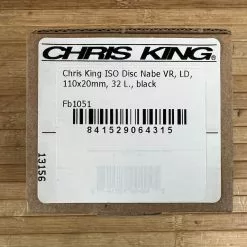 CHRIS KING®
Chris King ISO Disc Nabe VR, LD,
110x20mm, 32 L., black
Fb1051
841529064315
13156